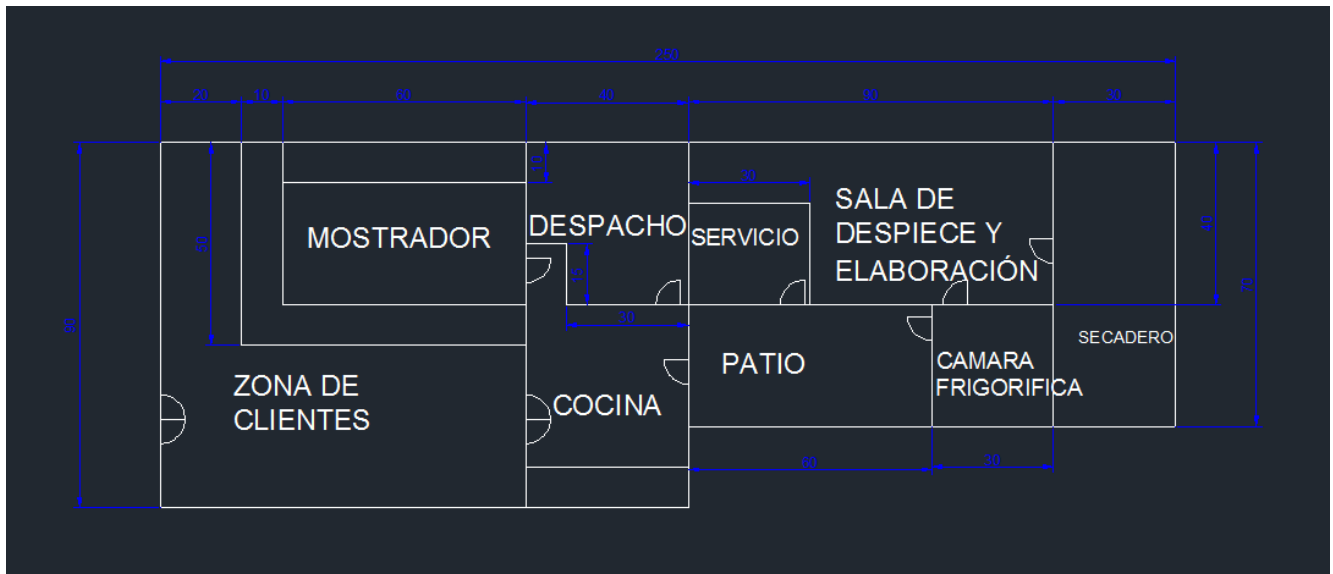 250
20
10
60
40
90
30
10
30
SALA DE
DESPIECE Y
ELABORACIÓN
40
50
MOSTRADOR
DESPACHO
SERVICIO
15
70
90
30
SECADERO
PATIO
CAMARA
FRIGORIFICA
ZONA DE
CLIENTES
COCINA
60
30